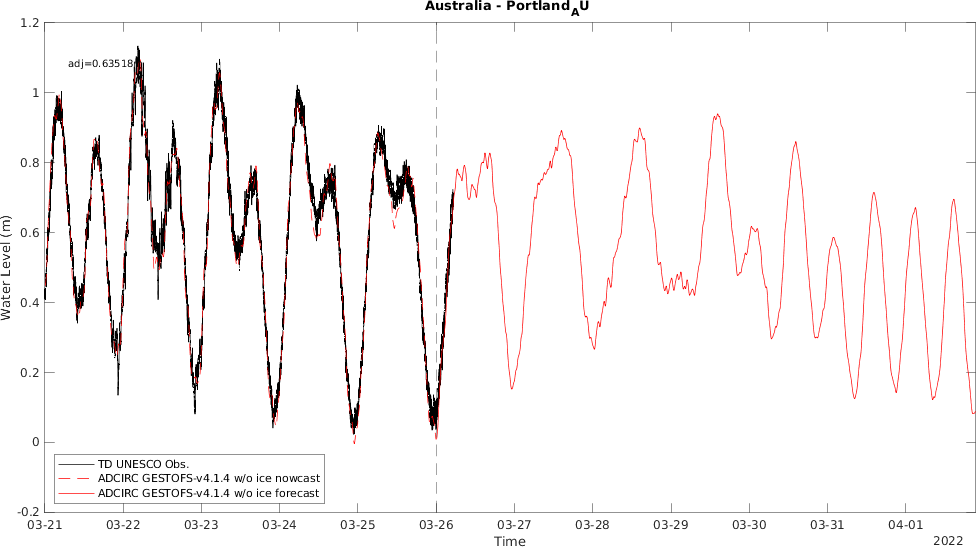 Australia - PortlandAU
1.2
1
0.8
0.6
0.4
0.2
0
-0.2
Water Level (m)
adj=0.63518
TD UNESCO Obs.
ADCIRC GESTOFS-v4.1.4 w/o ice nowcast
ADCIRC GESTOFS-v4.1.4 w/o ice forecast
03-21 03-22 03-23 03-24 03-25 03-26 03-27 03-28 03-29 03-30 03-31 04-01
Time
2022